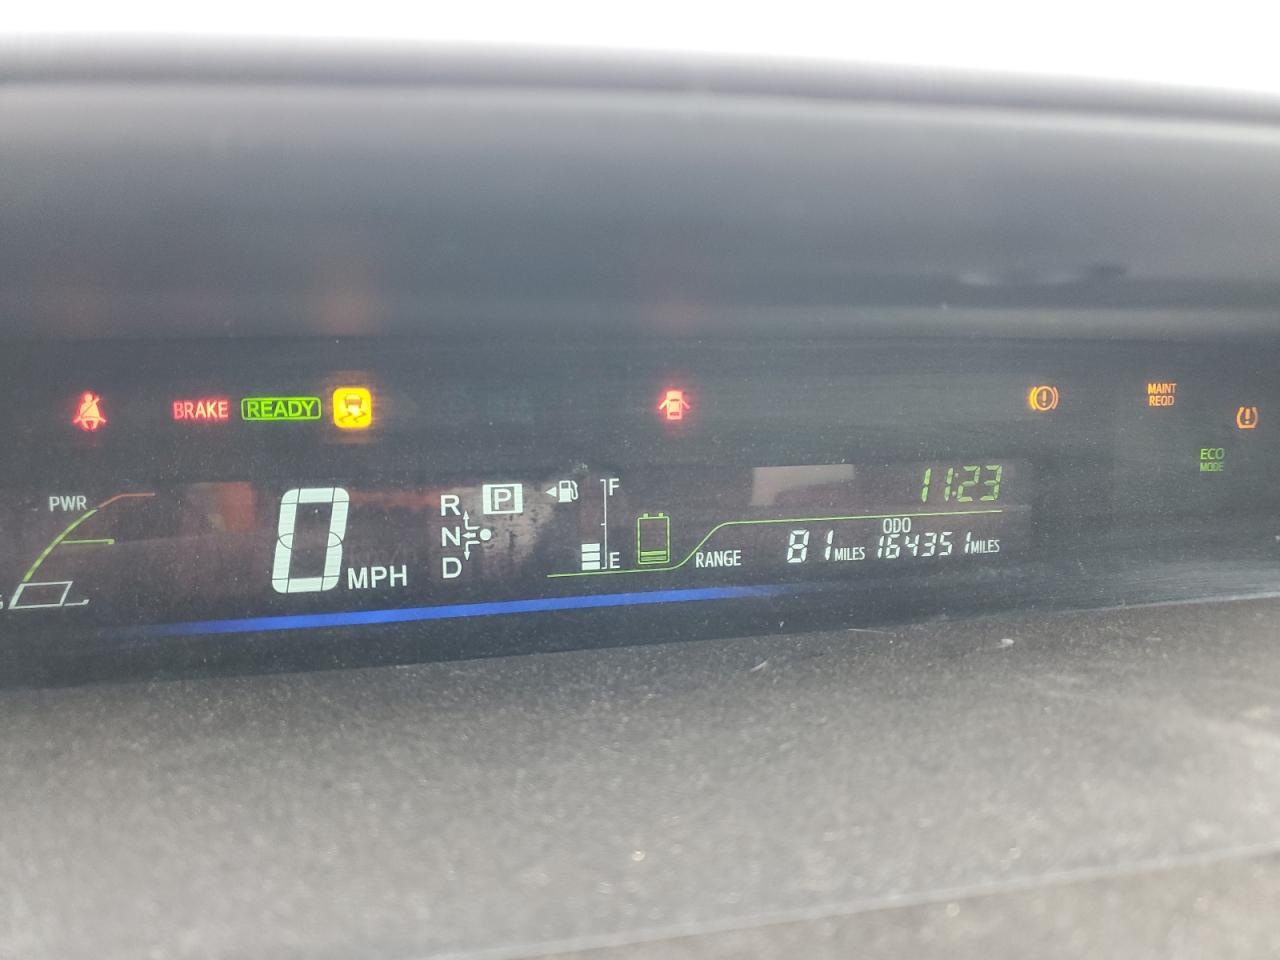 BRAKE READY
MAINT
REQD
ECO
MODE
PWR
0 MPH
R P
N
D
F
E
11:23
ODO
RANGE 81 MILES 164351 MILES